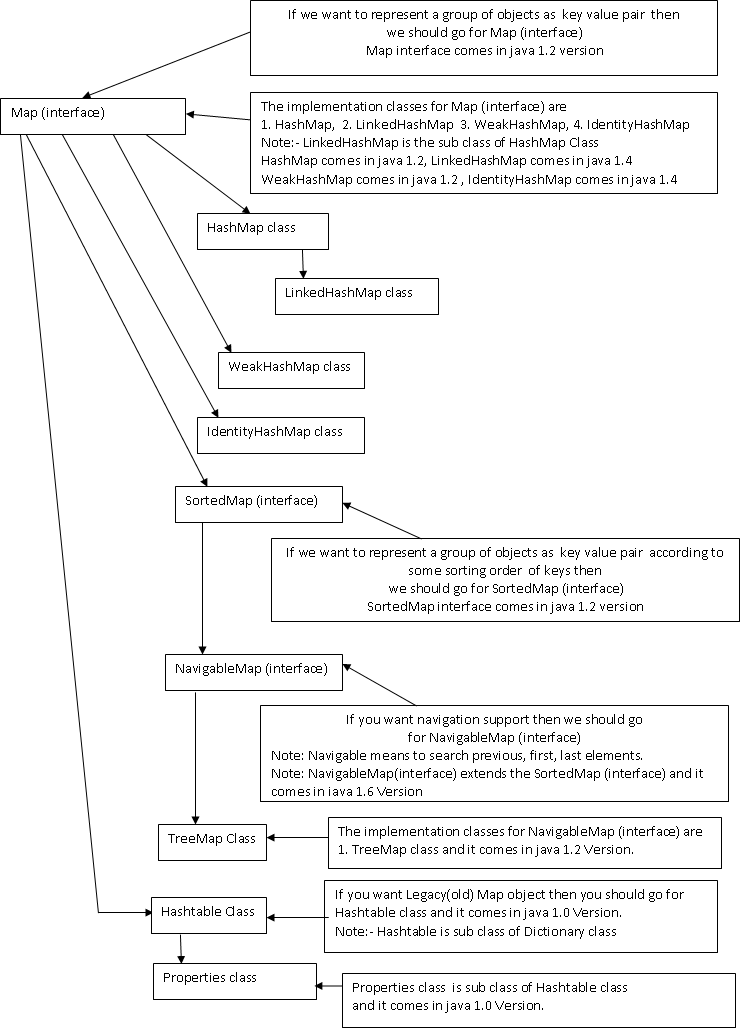 If we want to represent a group of objects as key value pair then
we should go for Map (interface)
Map interface comes in java 1.2 version
Map (interface)
The implementation classes for Map (interface) are
1. HashMap, 2. LinkedHashMap 3. WeakHashMap, 4. IdentityHashMap
Note:- LinkedHashMap is the sub class of HashMap Class
HashMap comes in java 1.2, LinkedHashMap comes in java 1.4
WeakHashMap comes in java 1.2 , IdentityHashMap comes in java 1.4
HashMap class
LinkedHashMap class
WeakHashMap class
IdentityHashMap class
SortedMap (interface)
If we want to represent a group of objects as key value pair according to
some sorting order of keys then
we should go for SortedMap (interface)
SortedMap interface comes in java 1.2 version
NavigableMap (interface)
If you want navigation support then we should go
for NavigableMap (interface)
Note: Navigable means to search previous, first, last elements.
Note: NavigableMap(interface) extends the SortedMap (interface) and it
comes in java 1.6 Version
TreeMap Class
The implementation classes for NavigableMap (interface) are
1. TreeMap class and it comes in java 1.2 Version.
If you want Legacy(old) Map object then you should go for
Hashtable class and it comes in java 1.0 Version.
Note:- Hashtable is sub class of Dictionary class
Hashtable Class
Properties class
Properties class is sub class of Hashtable class
and it comes in java 1.0 Version.